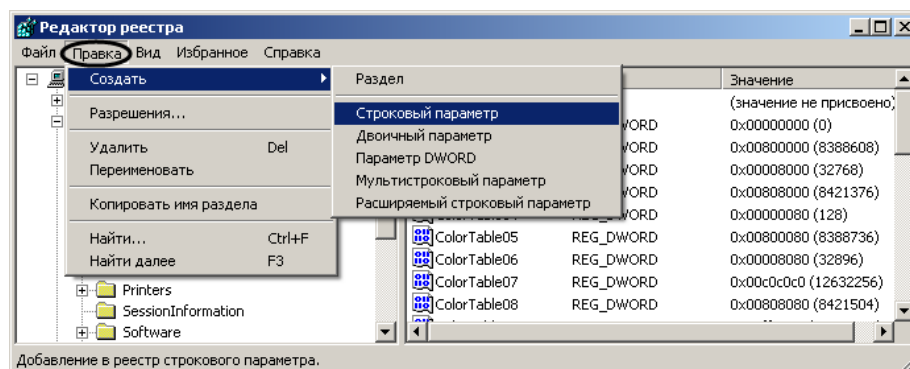 Редактор реестра
Файл Правка Вид Избранное Справка
Создать
Разрешения...
Удалить Del
Переименовать
Копировать имя раздела
Найти... Ctrl+F
Найти далее F3
Раздел
Строковый параметр
Двоичный параметр
Параметр DWORD
Мультистроковый параметр
Расширяемый строковый параметр
Значение
(значение не присвоено)
0x00000000 (0)
0x00800000 (8388608)
0x00008000 (32768)
0x00808000 (8421376)
0x00000080 (128)
ColorTable05 REG_DWORD 0x00800080 (8388736)
ColorTable06 REG_DWORD 0x00008080 (32896)
ColorTable07 REG_DWORD 0x00c0c0c0 (12632256)
ColorTable08 REG_DWORD 0x00808080 (8421504)
Printers
SessionInformation
Software
Добавление в реестр строкового параметра.